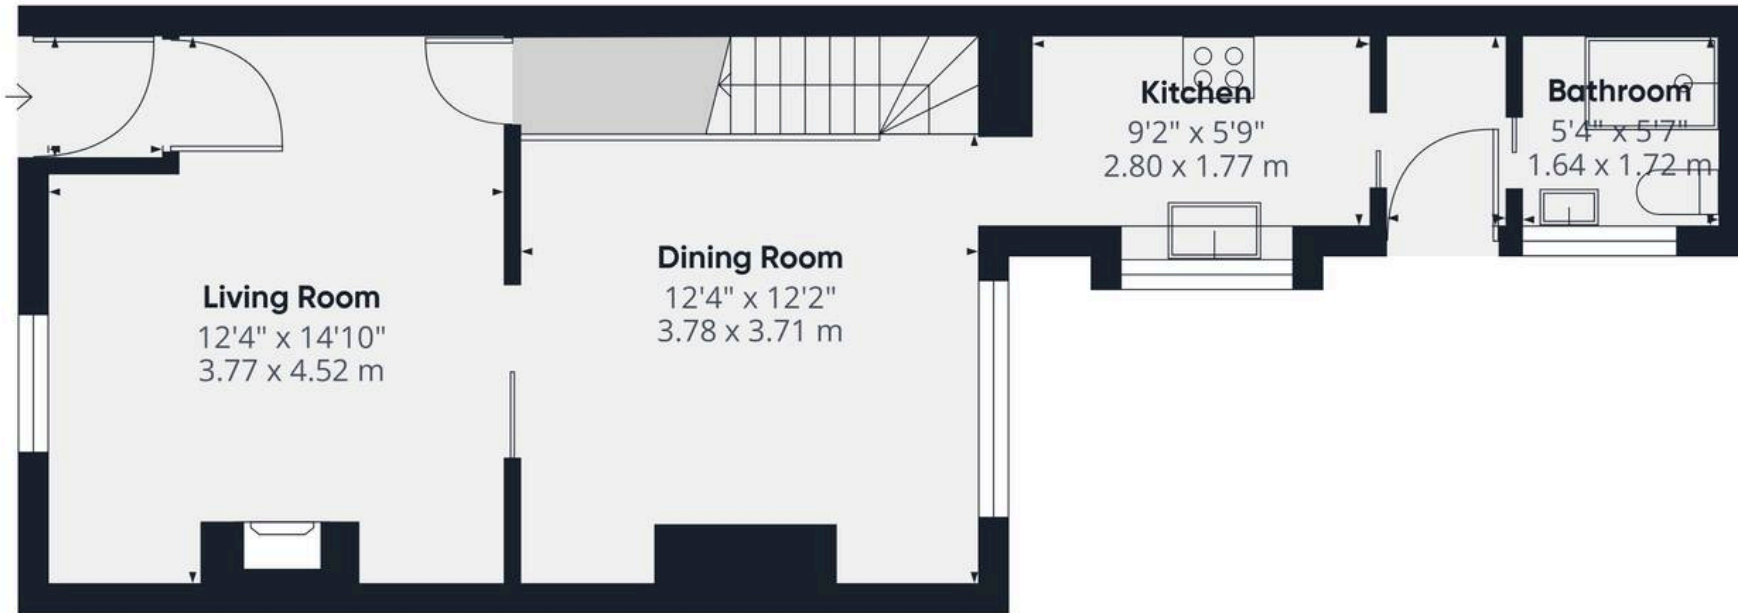 Kitchen
9'2" x 5'9"
2.80 x 1.77 m
Bathroom
5'4" x 5'7"
1.64 x 1.72 m
Living Room
12'4" x 14'10"
3.77 x 4.52 m
Dining Room
12'4" x 12'2"
3.78 x 3.71 m